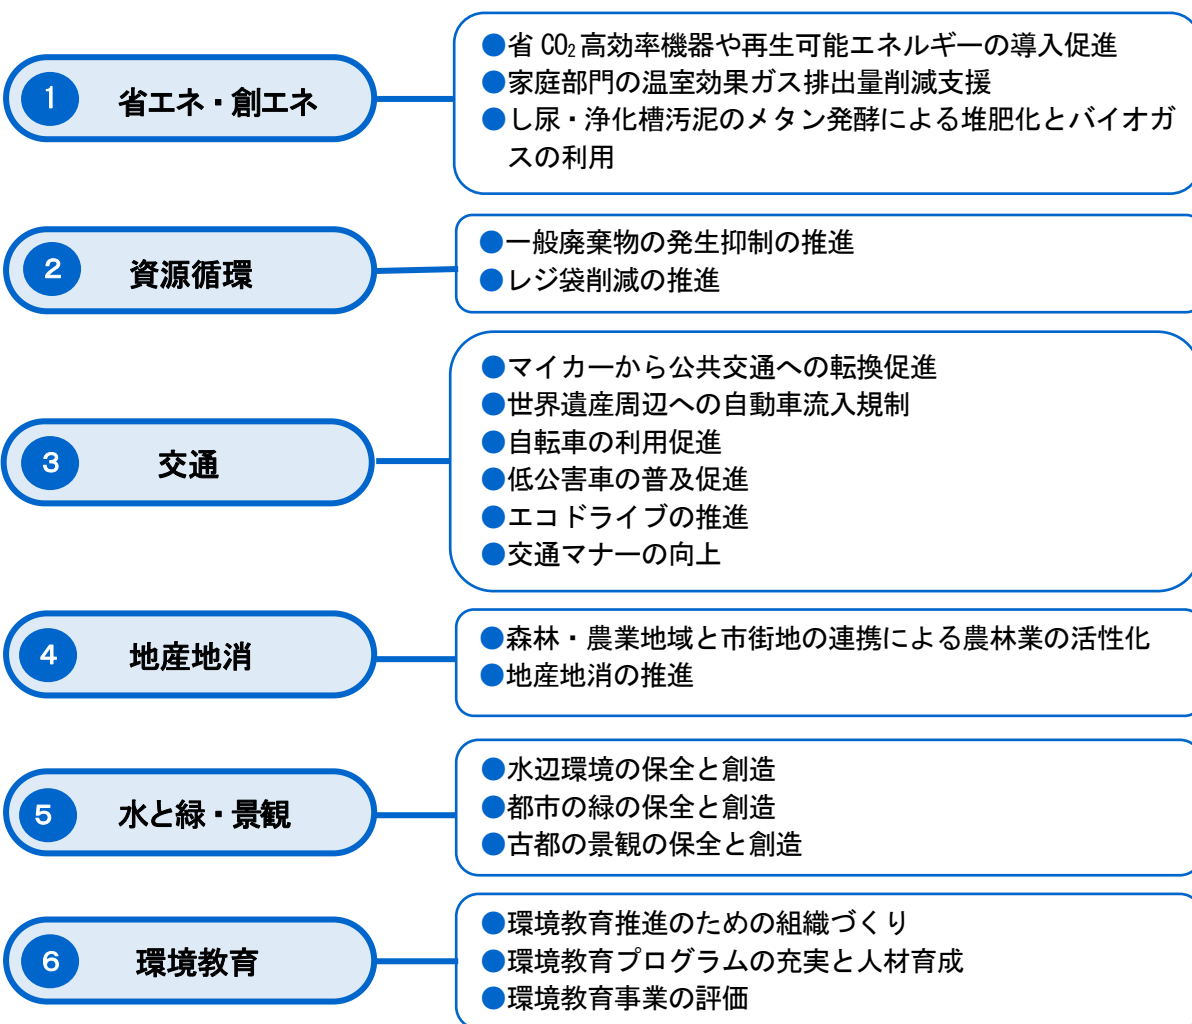 1 省エネ・創エネ
●省 CO₂高効率機器や再生可能エネルギーの導入促進
●家庭部門の温室効果ガス排出量削減支援
●し尿・浄化槽汚泥のメタン発酵による堆肥化とバイオガ
スの利用
2 資源循環
●一般廃棄物の発生抑制の推進
●レジ袋削減の推進
3 交通
●マイカーから公共交通への転換促進
●世界遺産周辺への自動車流入規制
●自転車の利用促進
●低公害車の普及促進
●エコドライブの推進
●交通マナーの向上
4 地産地消
●森林・農業地域と市街地の連携による農林業の活性化
●地産地消の推進
5 水と緑・景観
●水辺環境の保全と創造
●都市の緑の保全と創造
●古都の景観の保全と創造
6 環境教育
●環境教育推進のための組織づくり
●環境教育プログラムの充実と人材育成
●環境教育事業の評価